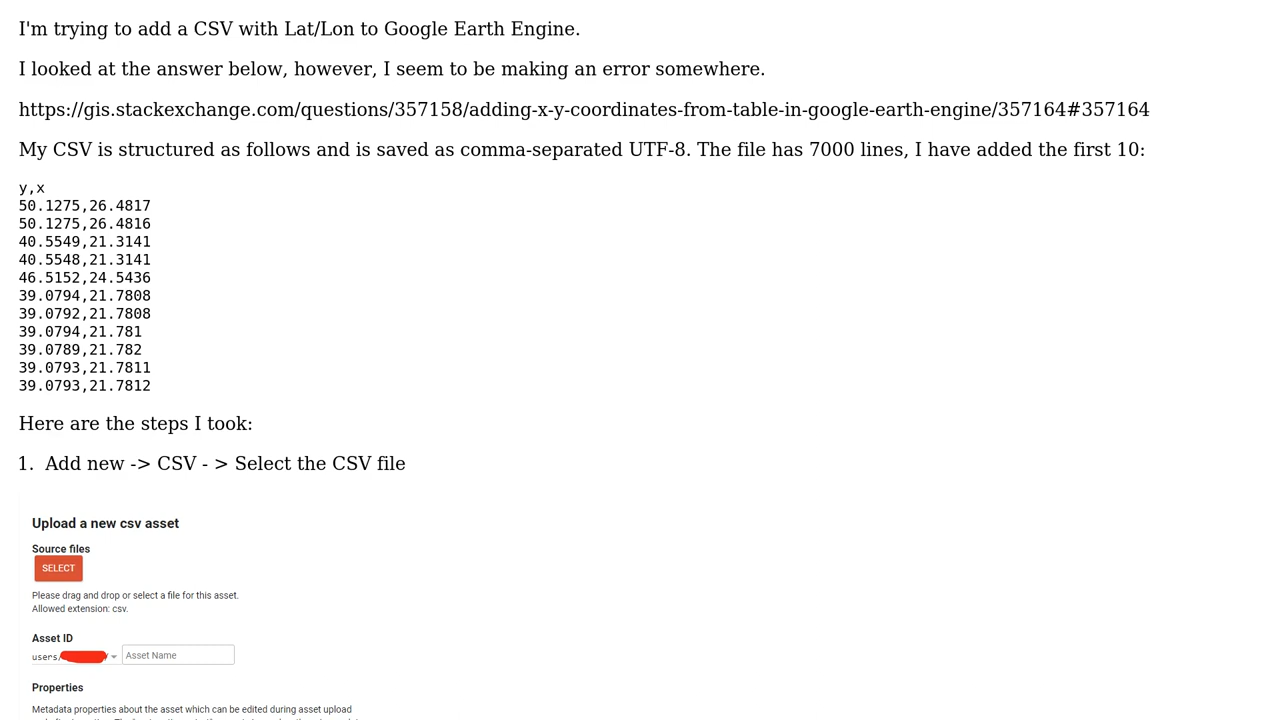 I'm trying to add a CSV with Lat/Lon to Google Earth Engine.
I looked at the answer below, however, I seem to be making an error somewhere.
https://gis.stackexchange.com/questions/357158/adding-x-y-coordinates-from-table-in-google-earth-engine/357164#357164
My CSV is structured as follows and is saved as comma-separated UTF-8. The file has 7000 lines, I have added the first 10:
y,x
50.1275,26.4817
50.1275,26.4816
40.5549,21.3141
40.5548,21.3141
46.5152,24.5436
39.0794,21.7808
39.0792,21.7808
39.0794,21.781
39.0789,21.782
39.0793,21.7811
39.0793,21.7812
Here are the steps I took:
1. Add new -> CSV - > Select the CSV file
Upload a new csv asset
Source files
SELECT
Please drag and drop or select a file for this asset.
Allowed extension: csv.
Asset ID
users/ Asset Name
Properties
Metadata properties about the asset which can be edited during asset upload